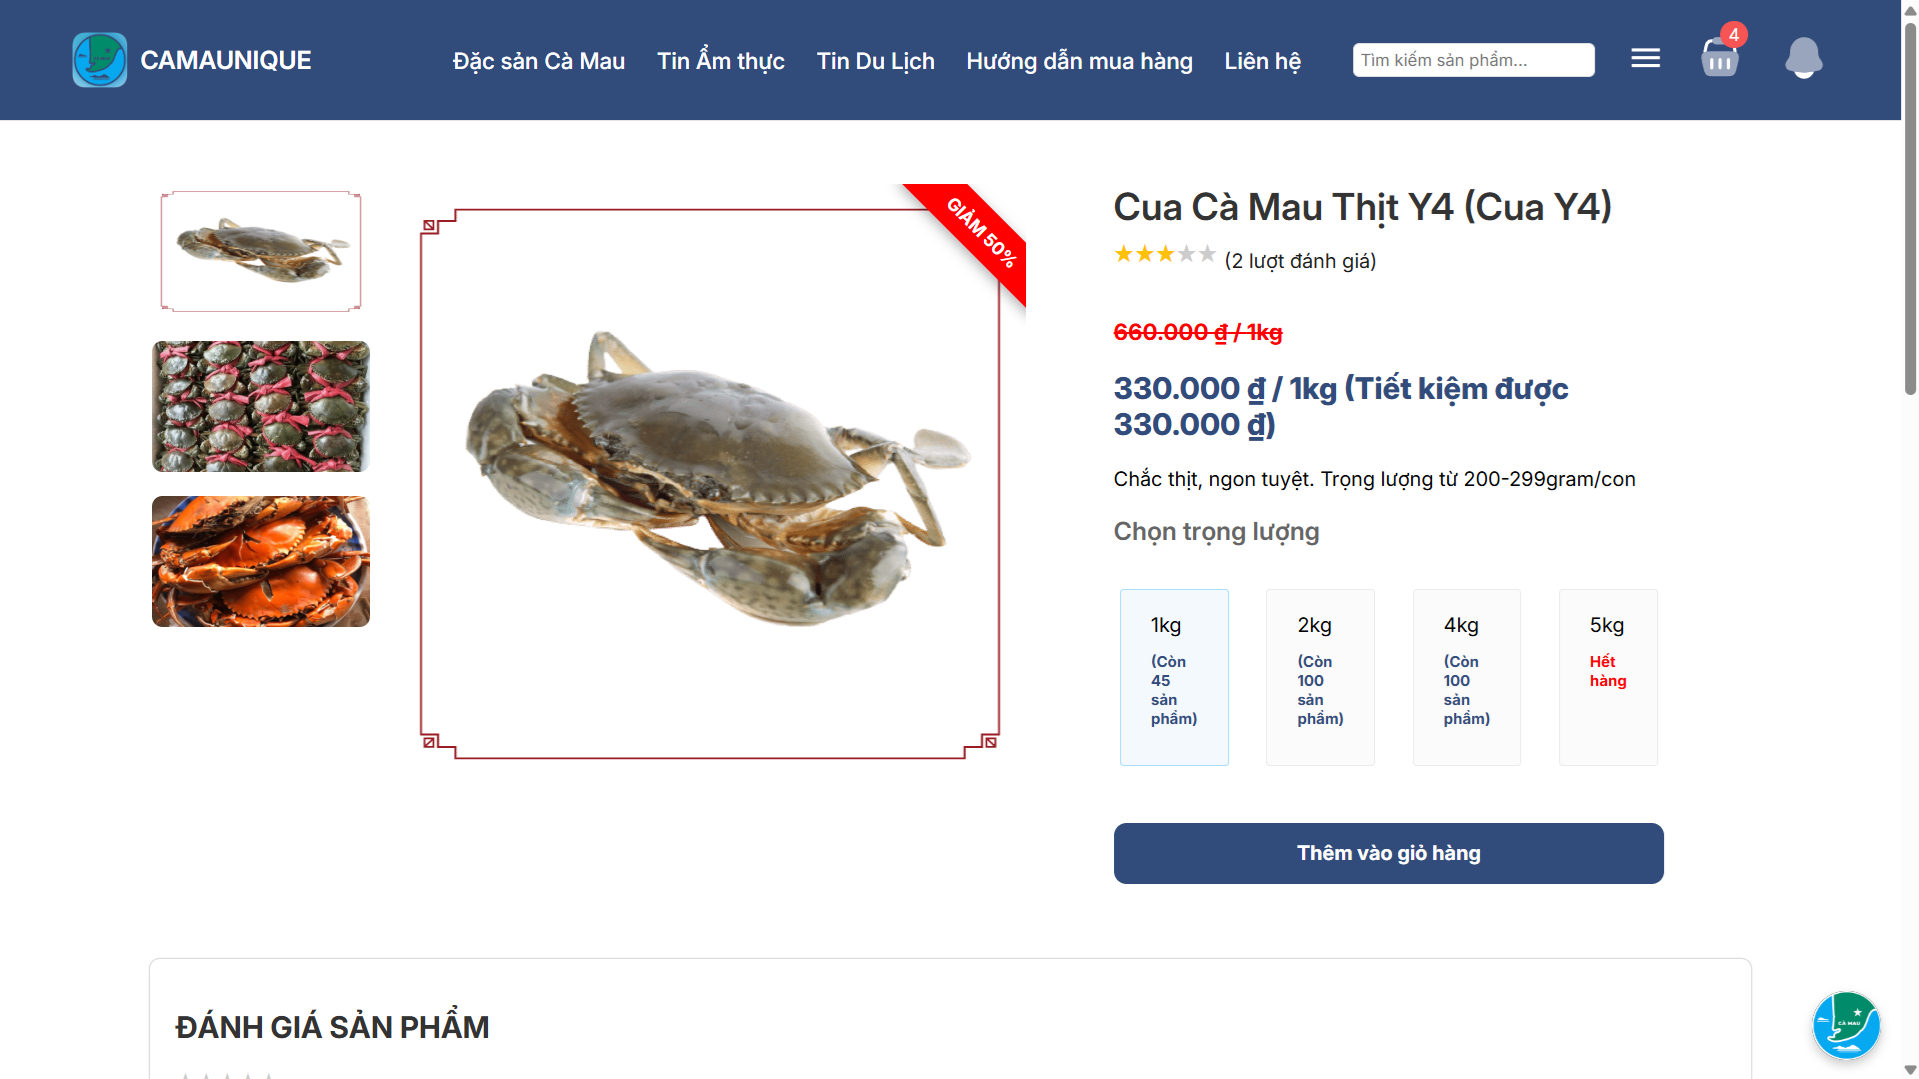 CAMAUNIQUE
Đặc sản Cà Mau
Tin Ẩm thực
Tin Du Lịch
Hướng dẫn mua hàng
Liên hệ
Tìm kiếm sản phẩm...
4
GIẢM 50%
Cua Cà Mau Thịt Y4 (Cua Y4)
(2 lượt đánh giá)
660.000 ₫ / 1kg
330.000 ₫ / 1kg (Tiết kiệm được
330.000 ₫)
Chắc thịt, ngon tuyệt. Trọng lượng từ 200-299gram/con
Chọn trọng lượng
1kg
(Còn
45
sản
phẩm)
2kg
(Còn
100
sản
phẩm)
4kg
(Còn
100
sản
phẩm)
5kg
Hết
hàng
Thêm vào giỏ hàng
ĐÁNH GIÁ SẢN PHẨM
CÀ MAU